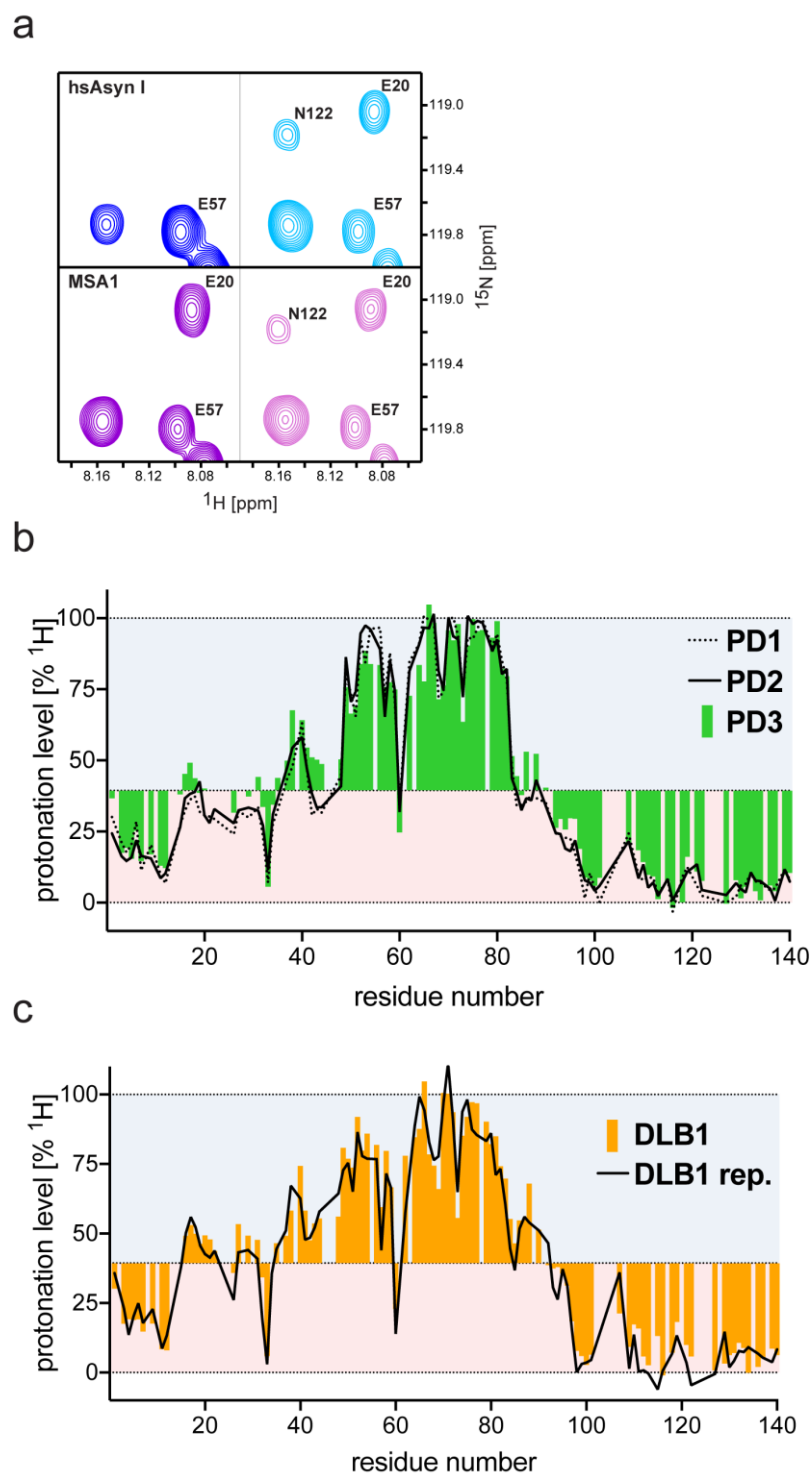 a
hsAsyn I
E20
N122
E57
E57
119.0
119.4
119.8
15N [ppm]
MSA1
E20
E20
N122
E57
E57
119.0
119.4
119.8
8.16 8.12 8.08 8.16 8.12 8.08
1H [ppm]
b
protonation level [% 1H]
100
75
50
25
0
PD1
PD2
PD3
20 40 60 80 100 120 140
residue number
c
protonation level [% 1H]
100
75
50
25
0
DLB1
DLB1 rep.
20 40 60 80 100 120 140
residue number